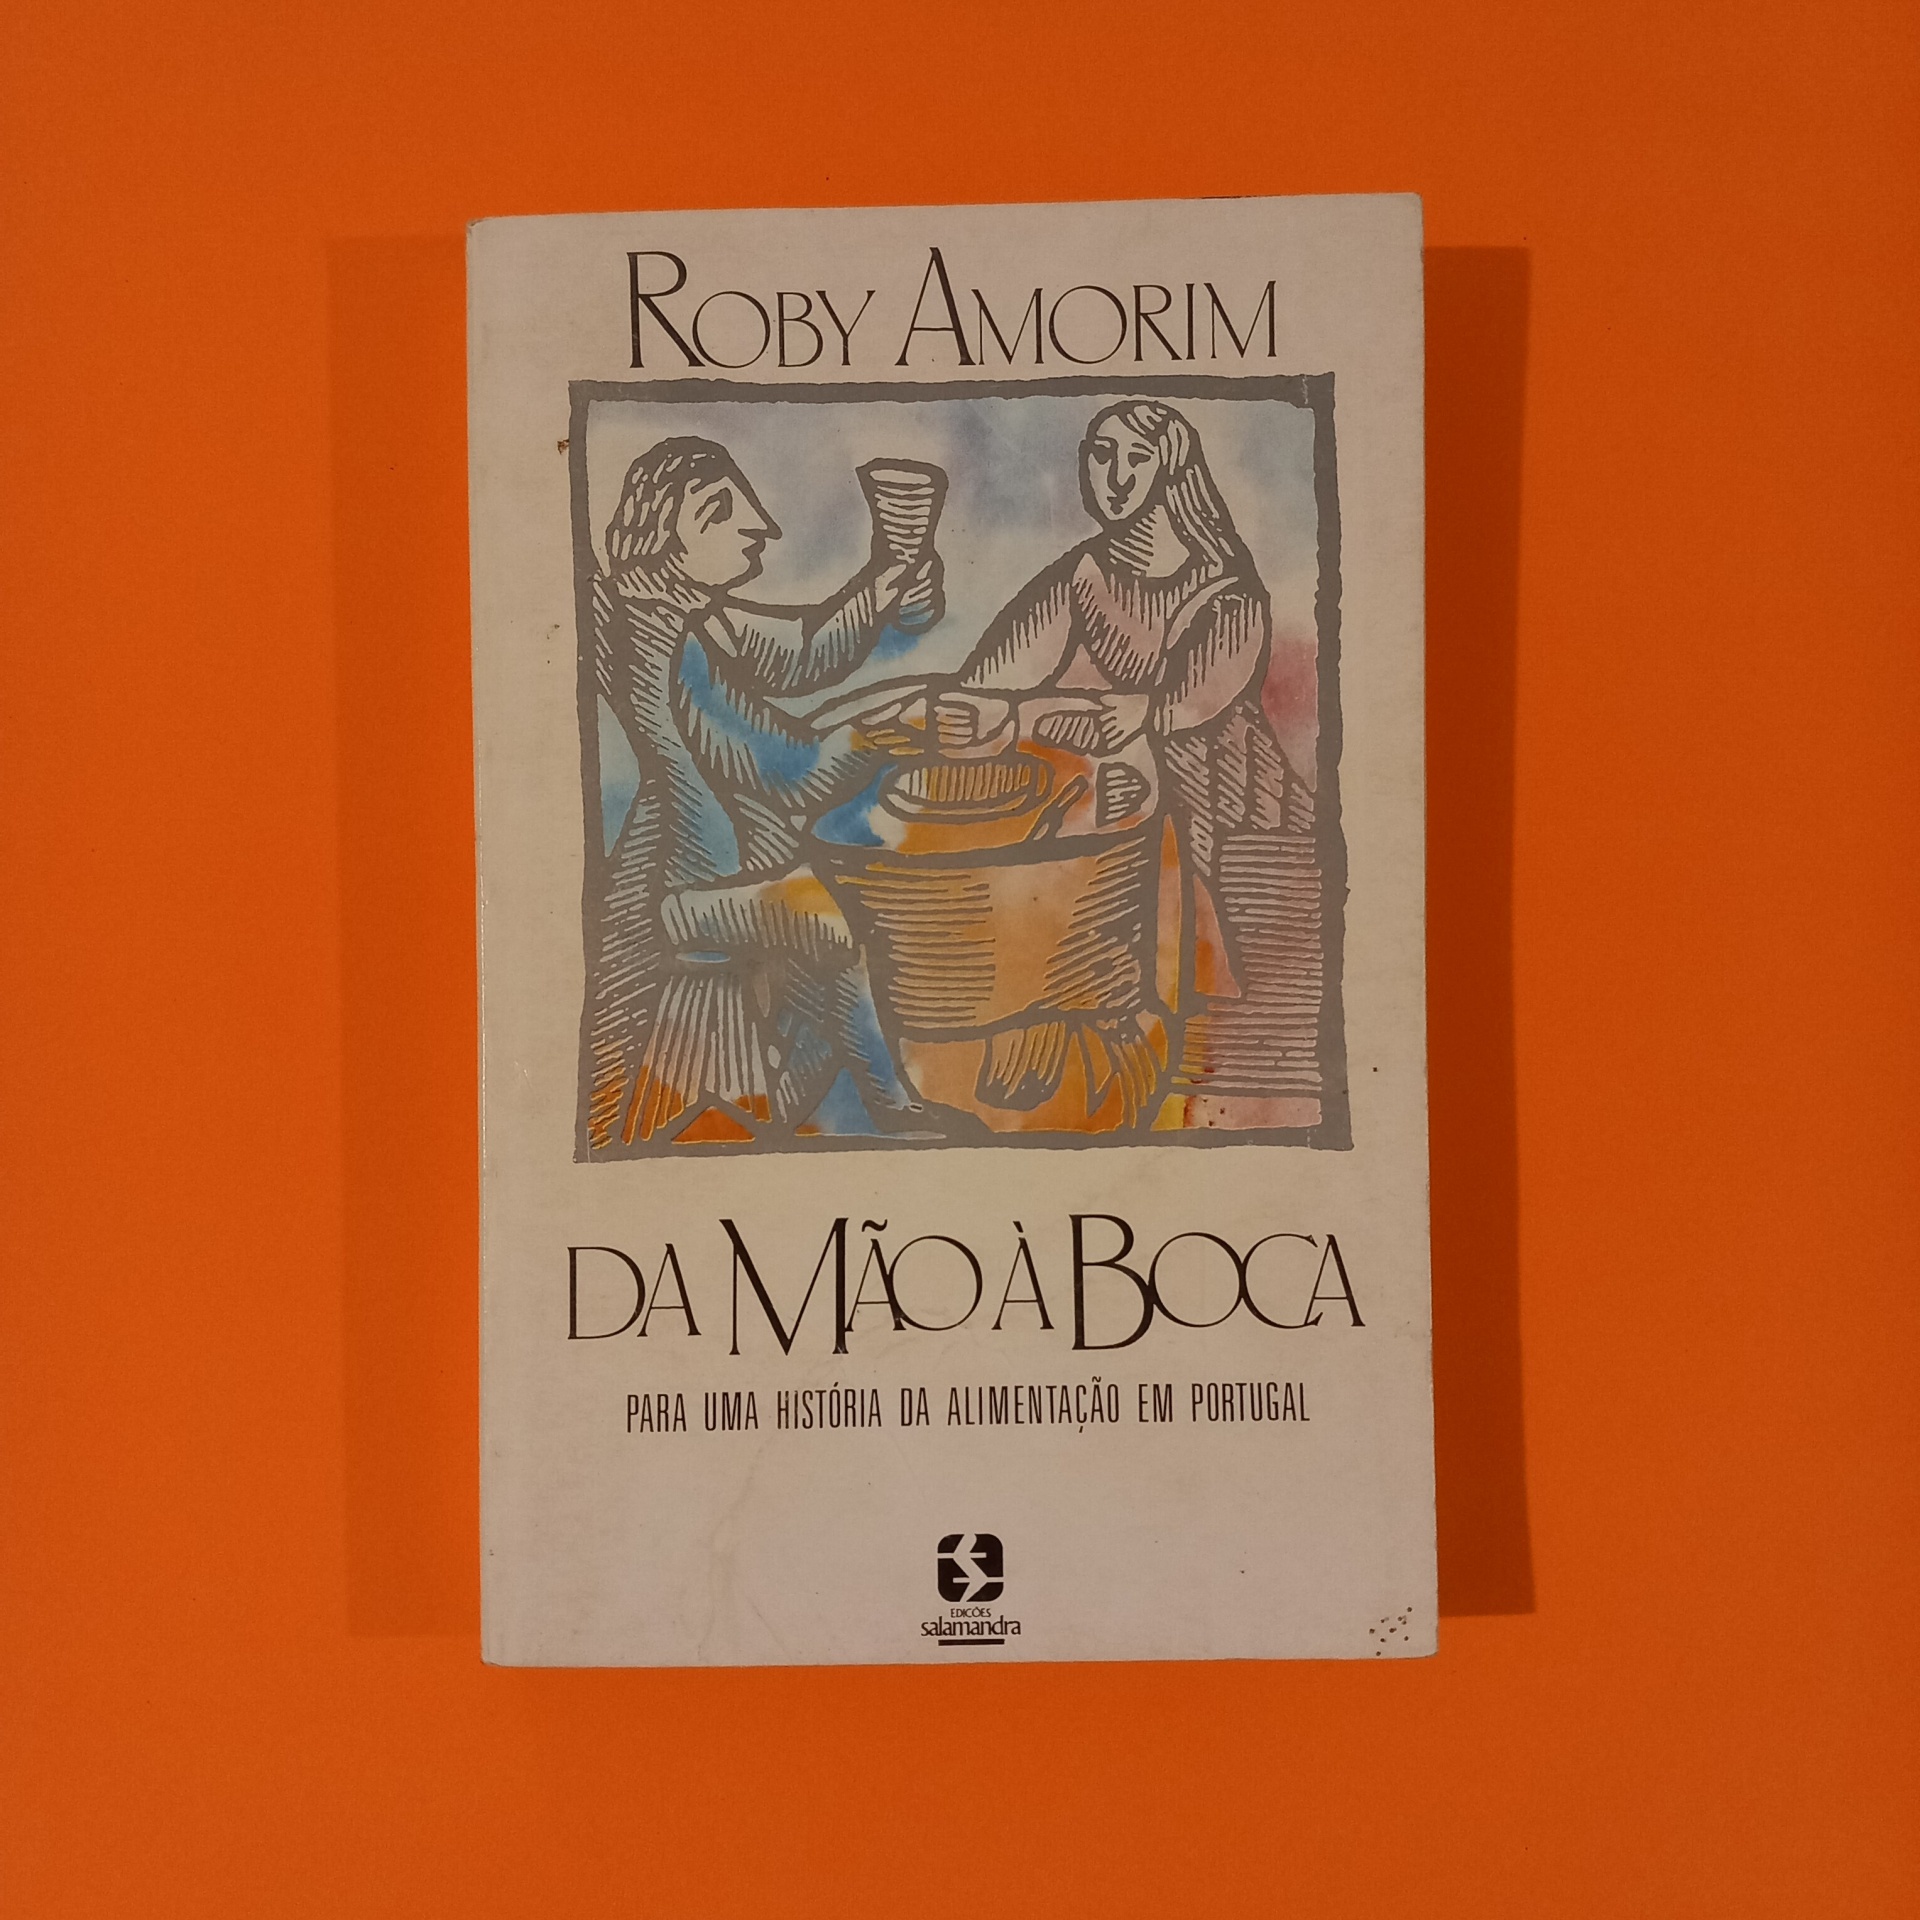 ROBY AMORIM
DA MÃO À BOCA
PARA UMA HISTÓRIA DA ALIMENTAÇÃO EM PORTUGAL
EDIÇÕES
salamandra